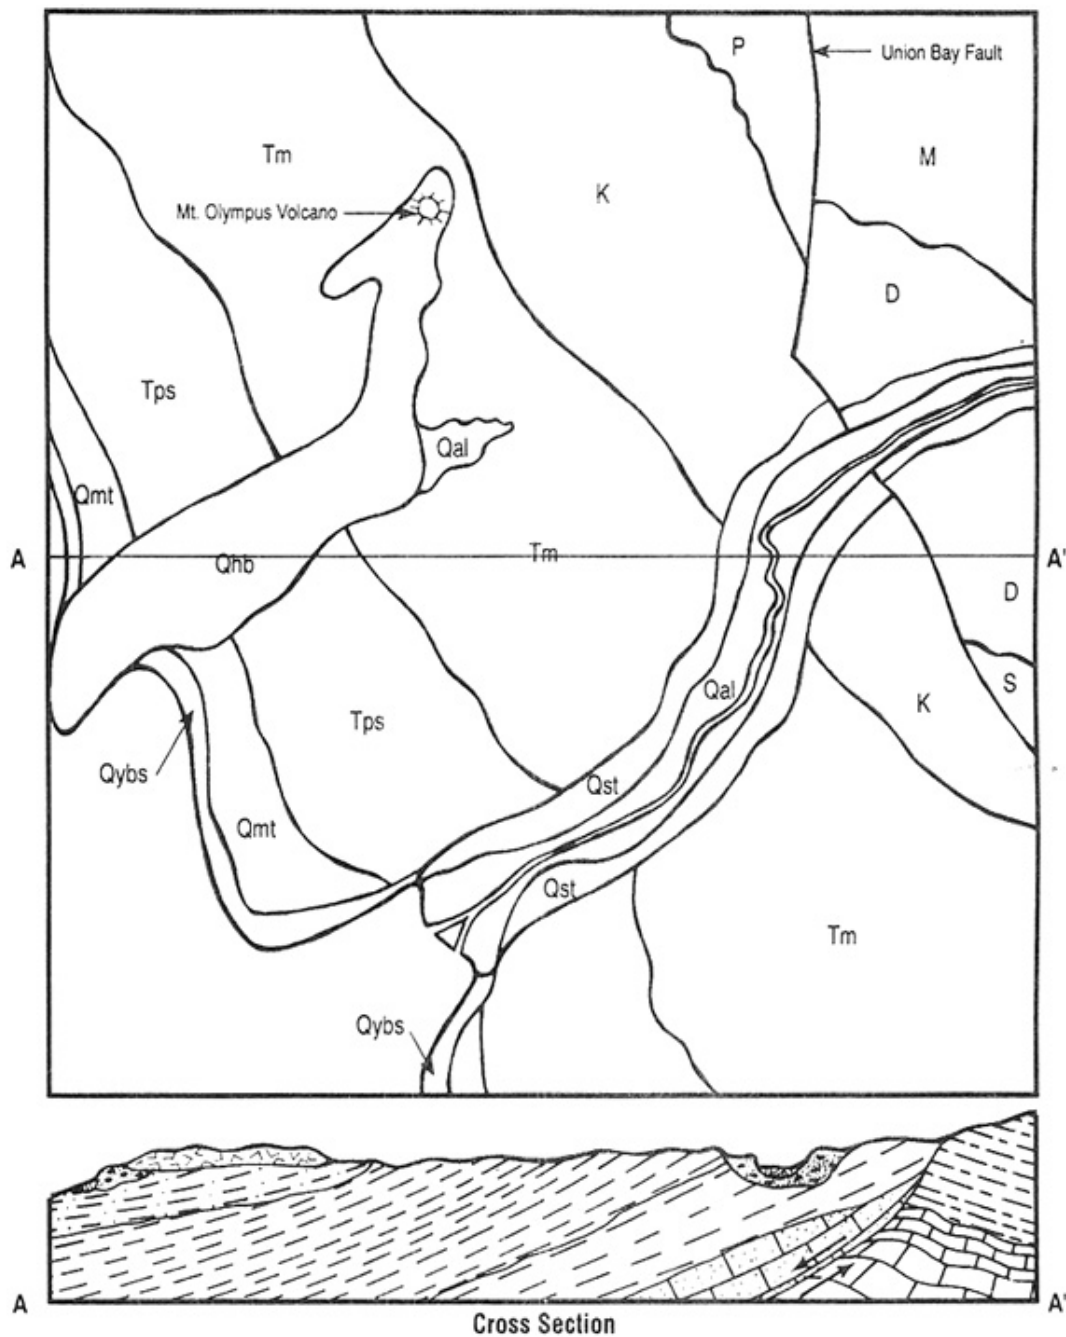 P
Union Bay Fault
M
Tm
K
Mt. Olympus Volcano
D
Tps
Qal
Qmt
A
Qhb
Tm
A'
D
Qal
S
K
Tps
Qybs
Qst
Qmt
Qst
Tm
Qybs
A
A'
Cross Section